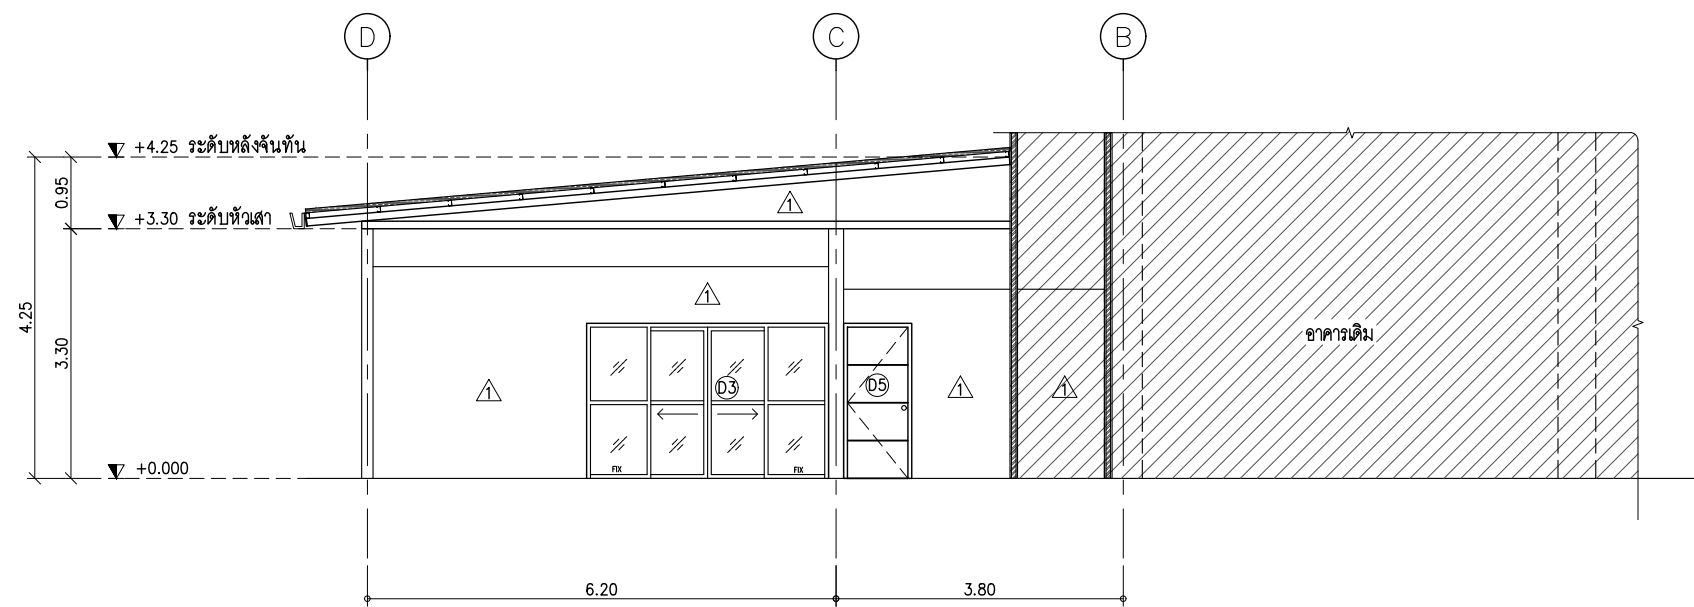 D
C
B
+4.25 ระดับหลังจันทัน
0.95
+3.30 ระดับหัวเสา
1
4.25
3.30
1
อาคารเดิม
1
D3
D5
1
1
FIX
FIX
+0.000
6.20
3.80